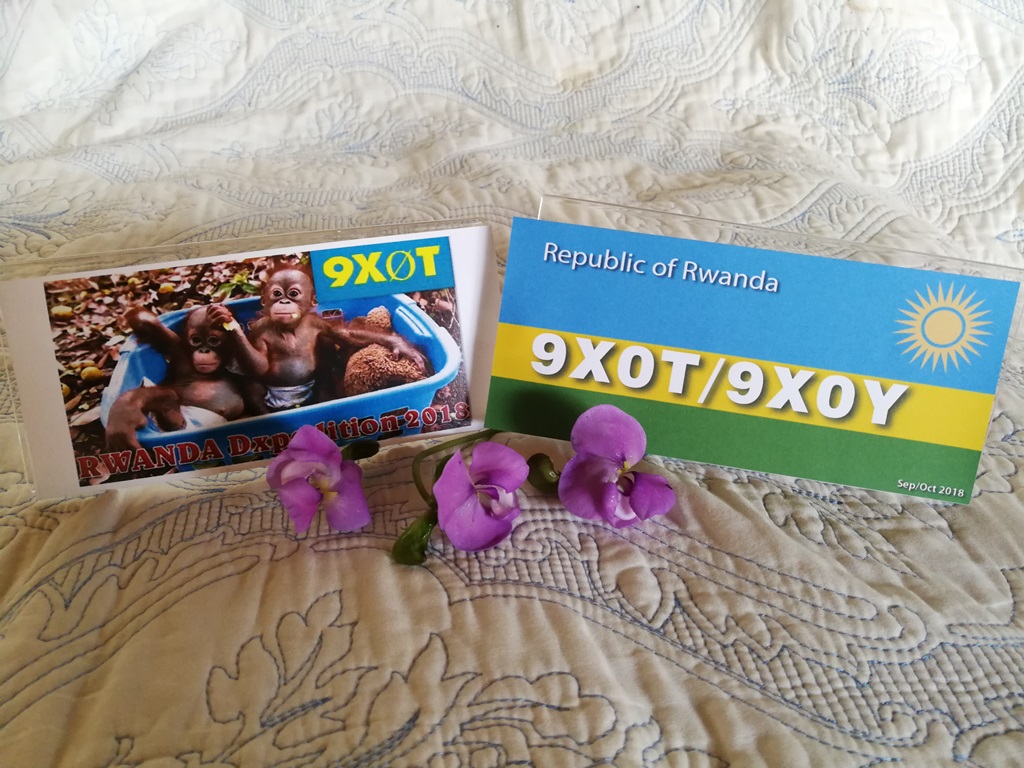 9XØT
RWANDA Dxpedition 2018
Republic of Rwanda
9X0T/9X0Y
Sep/Oct 2018